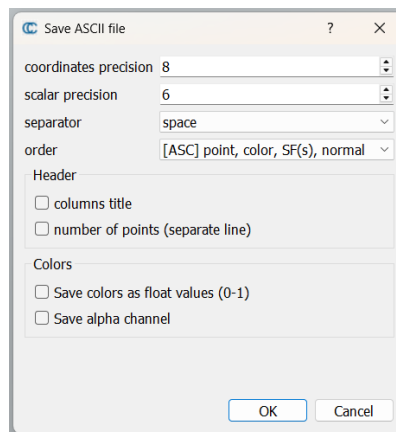 Save ASCII file ? ×
coordinates precision 8
scalar precision 6
separator space
order [ASC] point, color, SF(s), normal
Header
columns title
number of points (separate line)
Colors
Save colors as float values (0-1)
Save alpha channel
OK Cancel